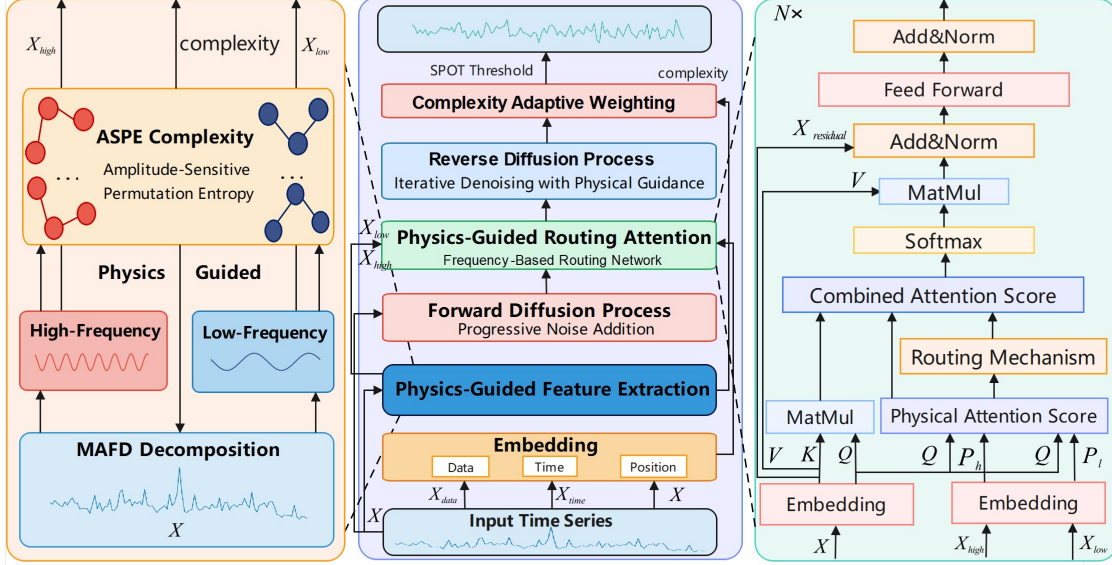 X_high
complexity
X_low
ASPE Complexity
Amplitude-Sensitive
Permutation Entropy
...
...
Physics Guided
High-Frequency
Low-Frequency
MAFD Decomposition
X
SPOT Threshold
complexity
Complexity Adaptive Weighting
Reverse Diffusion Process
Iterative Denoising with Physical Guidance
X_low
X_high
Physics-Guided Routing Attention
Frequency-Based Routing Network
Forward Diffusion Process
Progressive Noise Addition
Physics-Guided Feature Extraction
Embedding
Data
Time
Position
X_data
X_time
X
X
Input Time Series
N×
Add&Norm
Feed Forward
X_residual
Add&Norm
V
MatMul
Softmax
Combined Attention Score
Routing Mechanism
MatMul
Physical Attention Score
V
K
Q
Q
P_h
Q
P_l
Embedding
Embedding
X
X_high
X_low